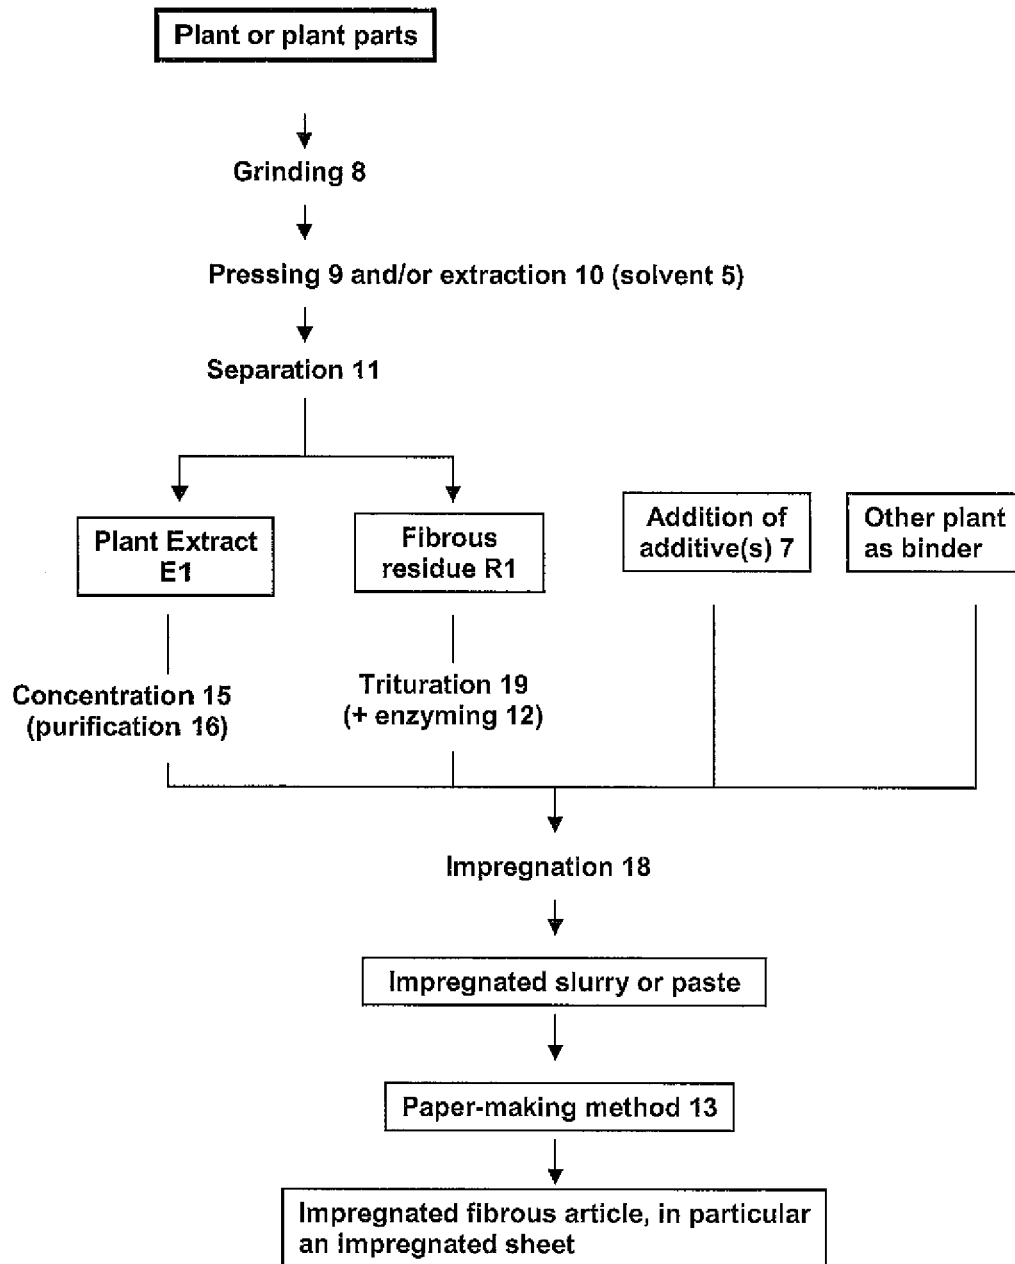 Plant or plant parts
Grinding 8
Pressing 9 and/or extraction 10 (solvent 5)
Separation 11
Plant Extract
E1
Fibrous
residue R1
Addition of
additive(s) 7
Other plant
as binder
Concentration 15
(purification 16)
Trituration 19
(+ enzyming 12)
Impregnation 18
Impregnated slurry or paste
Paper-making method 13
Impregnated fibrous article, in particular
an impregnated sheet